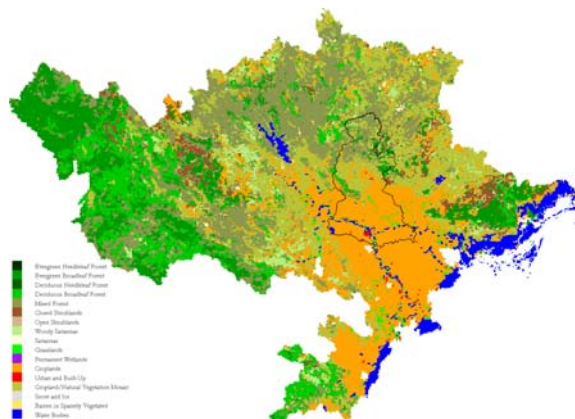 Evergreen Needleleaf Forest
Evergreen Broadleaf Forest
Deciduous Needleleaf Forest
Deciduous Broadleaf Forest
Mixed Forest
Closed Shrublands
Open Shrublands
Woody Savannas
Savannas
Grasslands
Permanent Wetlands
Croplands
Urban and Built-Up
Cropland/Natural Vegetation Mosaic
Snow and Ice
Barren or Sparsely Vegetated
Water Bodies